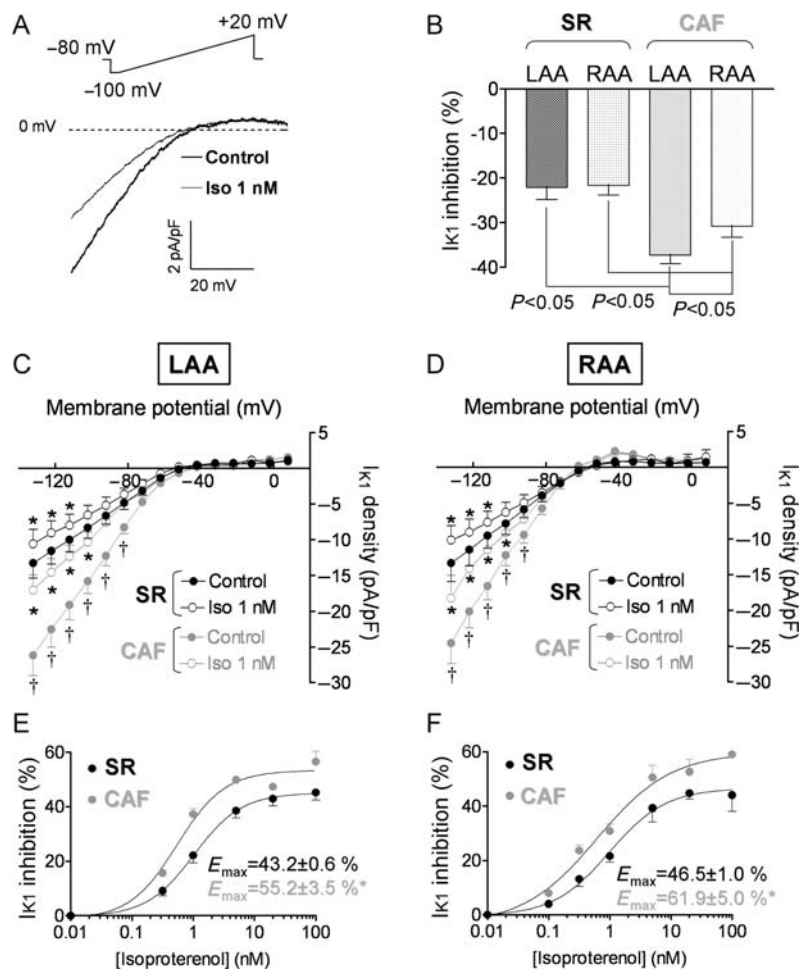 A
+20 mV
−80 mV
−100 mV
0 mV
Control
Iso 1 nM
2 pA/pF
20 mV
B
SR CAF
LAA RAA LAA RAA
IK1 inhibition (%)
0
-10
-20
-30
-40
P<0.05
P<0.05
P<0.05
C
LAA
Membrane potential (mV)
−120 −80 −40 0
5
−5
−10
−15
−20
−25
−30
IK1 density (pA/pF)
* * *
* * * *
† † † † † †
SR
Control
Iso 1 nM
CAF
Control
Iso 1 nM
D
RAA
Membrane potential (mV)
−120 −80 −40 0
5
−5
−10
−15
−20
−25
−30
IK1 density (pA/pF)
* * *
* * * * *
† † † † †
SR
Control
Iso 1 nM
CAF
Control
Iso 1 nM
E
IK1 inhibition (%)
60
40
20
0
SR
CAF
Emax=43.2±0.6 %
Emax=55.2±3.5 %*
0.01 0.1 1 10 100
[Isoproterenol] (nM)
F
IK1 inhibition (%)
60
40
20
0
SR
CAF
Emax=46.5±1.0 %
Emax=61.9±5.0 %*
0.01 0.1 1 10 100
[Isoproterenol] (nM)